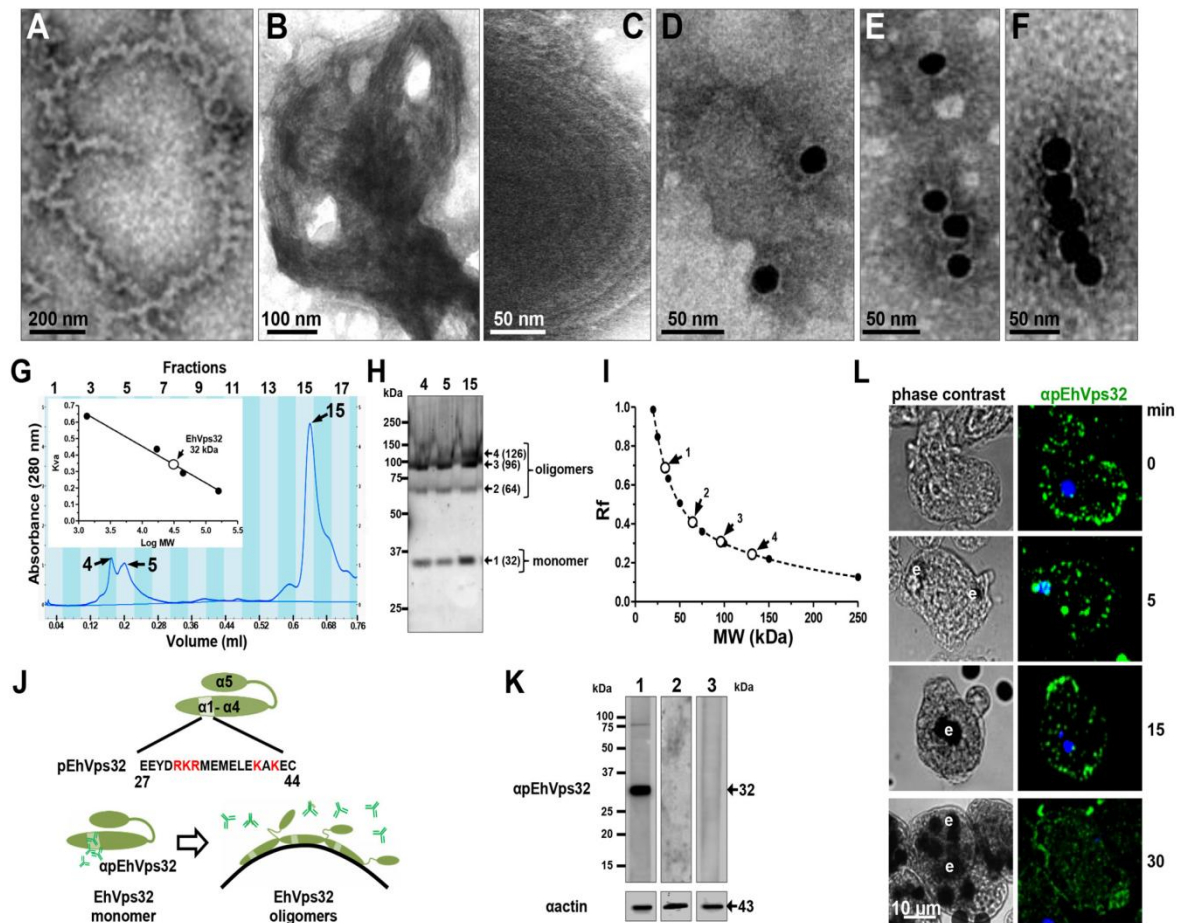 A
B
C
D
E
F
200 nm
100 nm
50 nm
50 nm
50 nm
50 nm
G
Fractions
1 3 5 7 9 11 13 15 17
Absorbance (280 nm)
0.7
0.6
0.5
0.4
0.3
0.2
0.1
0.0
Kva
EhVps32
32 kDa
3.0 3.5 4.0 4.5 5.0 5.5
Log MW
4
5
15
0.04 0.12 0.2 0.28 0.36 0.44 0.52 0.6 0.68 0.76
Volume (ml)
H
4 5 15
kDa
250
150
100
75
50
37
25
4 (126)
3 (96)
2 (64)
oligomers
1 (32)
monomer
I
Rf
1.0
0.8
0.6
0.4
0.2
0.0
1
2
3
4
0 50 100 150 200 250
MW (kDa)
J
α5
α1- α4
pEhVps32 EEYDRKRMEMELEKAKEC
27 44
αpEhVps32
EhVps32
monomer
EhVps32
oligomers
K
1 2 3
kDa
kDa
100
75
50
37
25
20
15
αpEhVps32
32
αactin
43
L
phase contrast
αpEhVps32
min
0
e
e
5
e
15
e
e
30
10 µm